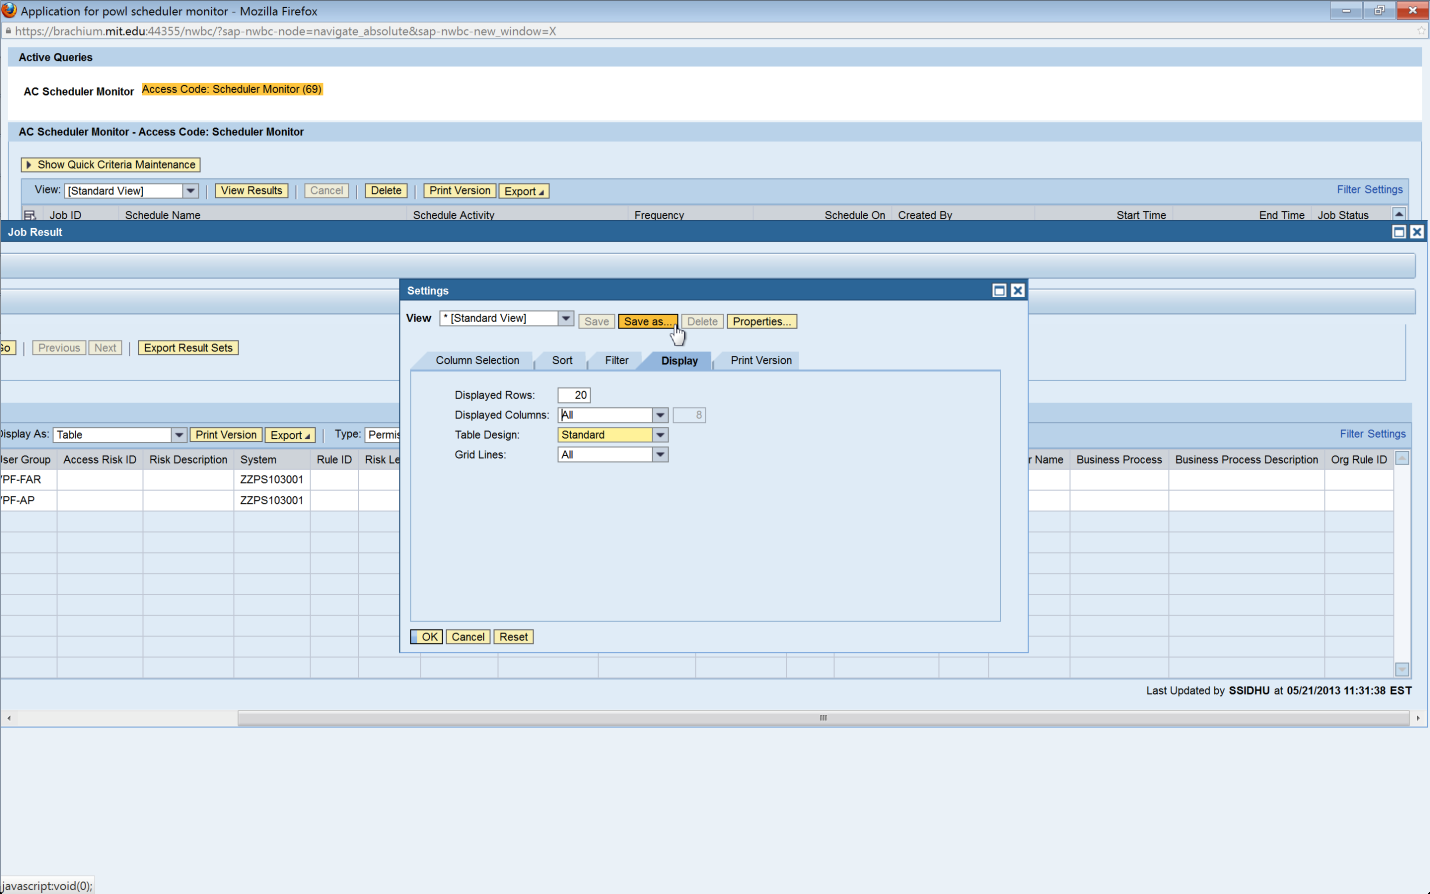 Application for powl scheduler monitor - Mozilla Firefox
https://brachium.mit.edu:44355/nwbc/?sap-nwbc-node=navigate_absolute&sap-nwbc-new_window=X
Active Queries
AC Scheduler Monitor Access Code: Scheduler Monitor (69)
AC Scheduler Monitor - Access Code: Scheduler Monitor
Show Quick Criteria Maintenance
View: [Standard View] View Results Cancel Delete Print Version Export Filter Settings
Job ID Schedule Name Schedule Activity Frequency Schedule On Created By Start Time End Time Job Status
Job Result
Settings
View * [Standard View] Save Save as... Delete Properties...
Previous Next Export Result Sets
Column Selection Sort Filter Display Print Version
Displayed Rows: 20
Displayed Columns: All 8
Table Design: Standard
Grid Lines: All
isplay As: Table Print Version Export Type: Permis Filter Settings
ser Group Access Risk ID Risk Description System Rule ID Risk Le r Name Business Process Business Process Description Org Rule ID
PF-FAR ZZPS103001
PF-AP ZZPS103001
OK Cancel Reset
Last Updated by SSIDHU at 05/21/2013 11:31:38 EST
javascript:void(0);